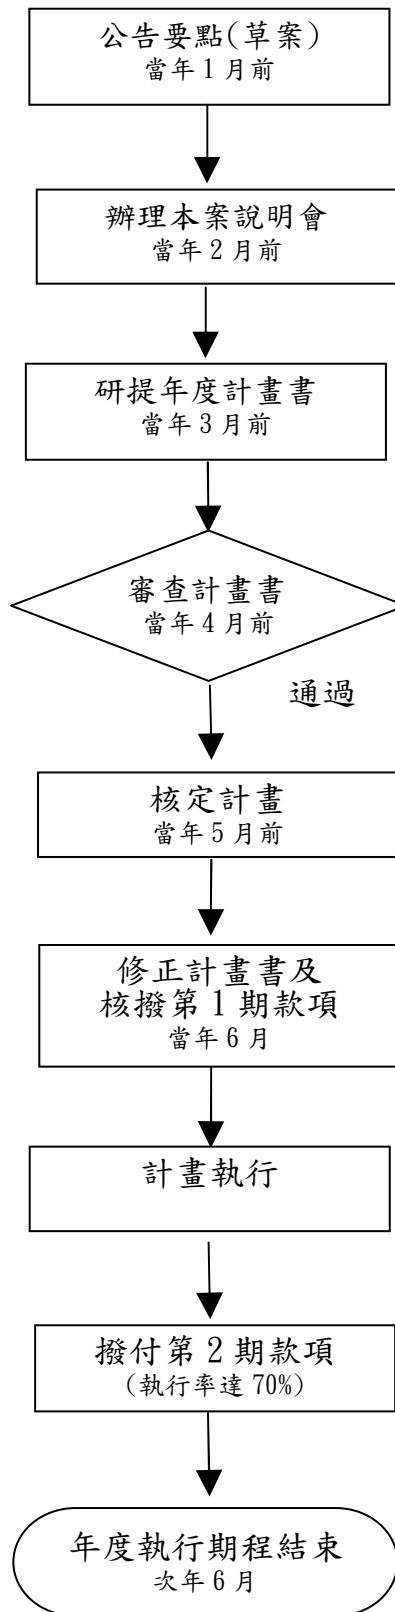 公告要點(草案)
當年1月前
辦理本案說明會
當年2月前
研提年度計畫書
當年3月前
審查計畫書
當年4月前
通過
核定計畫
當年5月前
修正計畫書及
核撥第1期款項
當年6月
計畫執行
撥付第2期款項
(執行率達70%)
年度執行期程結束
次年6月